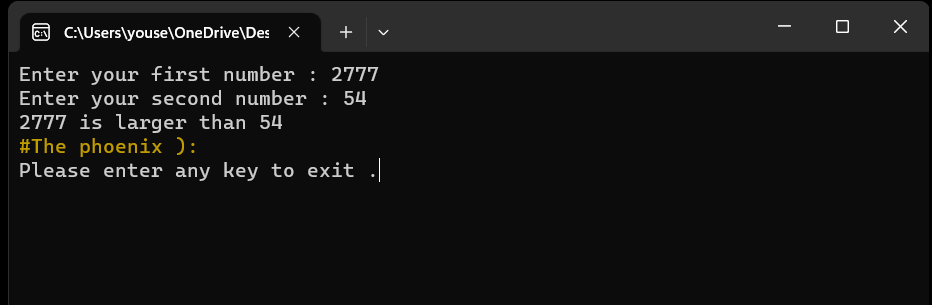 C:\Users\youse\OneDrive\Des
Enter your first number : 2777
Enter your second number : 54
2777 is larger than 54
#The phoenix ):
Please enter any key to exit .